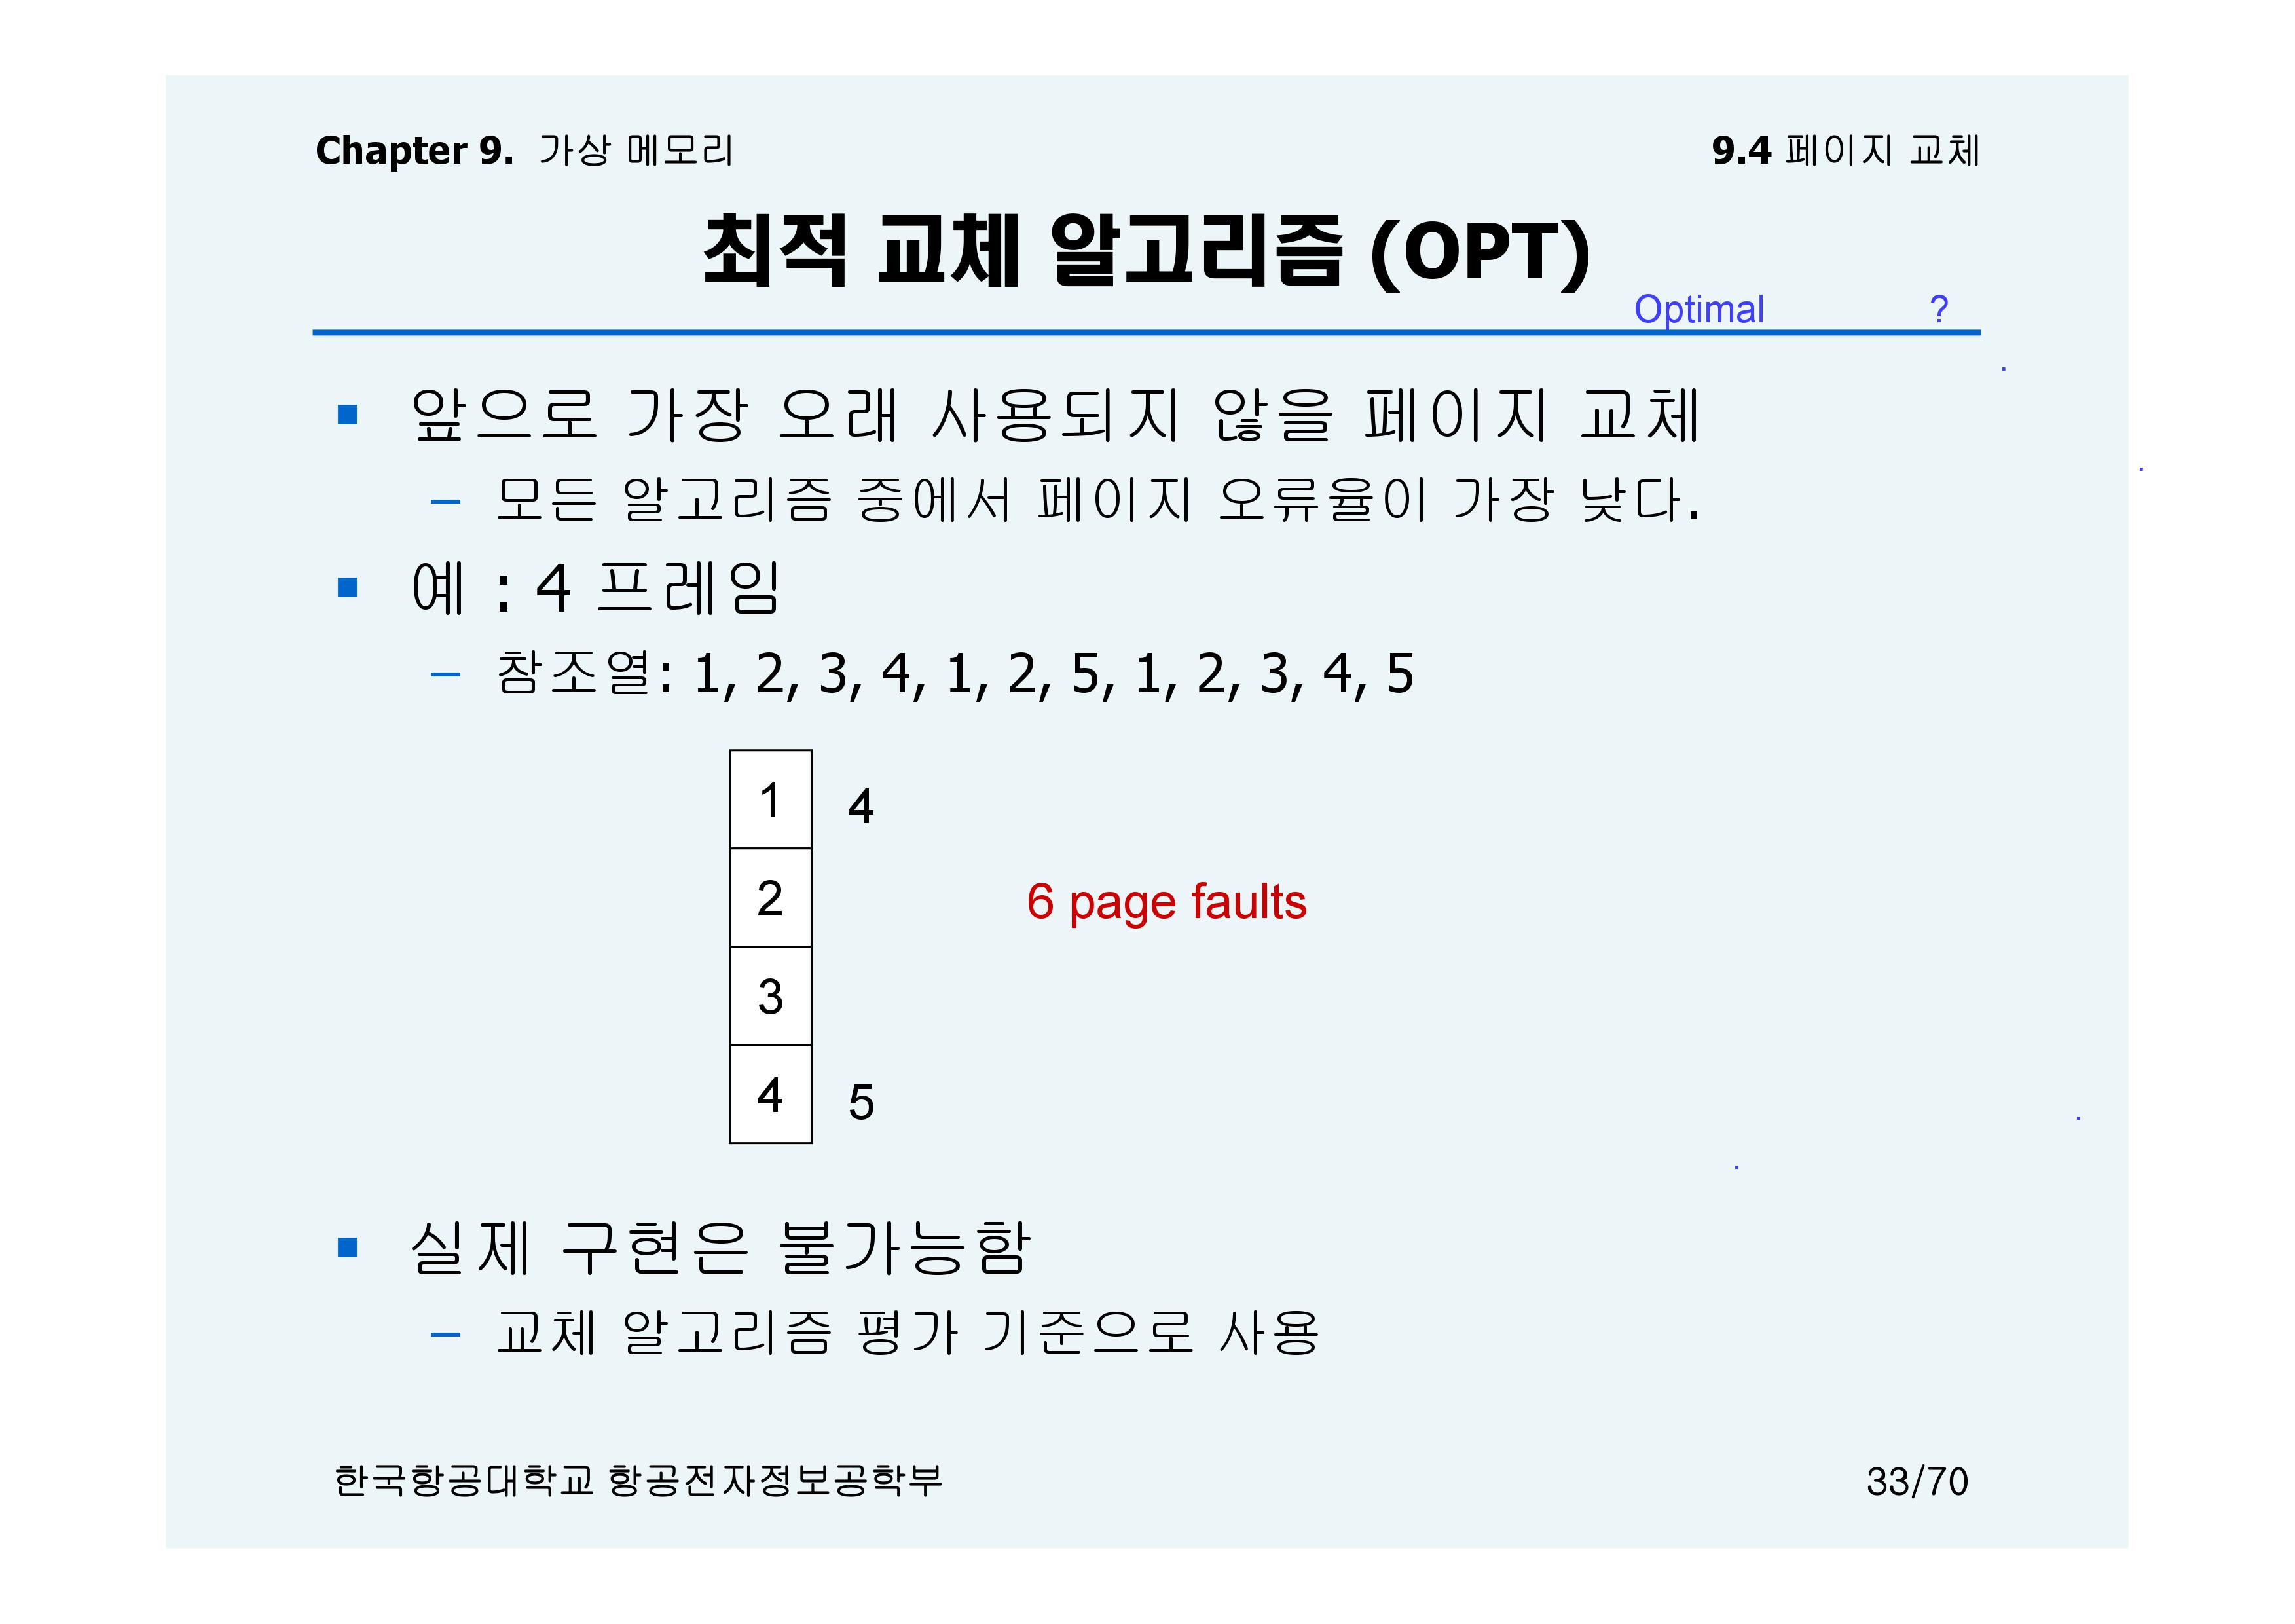 Chapter 9. 가상 메모리
9.4 페이지 교체
최적 교체 알고리즘 (OPT)
Optimal ?
앞으로 가장 오래 사용되지 않을 페이지 교체
– 모든 알고리즘 중에서 페이지 오류율이 가장 낮다.
예 : 4 프레임
– 참조열: 1, 2, 3, 4, 1, 2, 5, 1, 2, 3, 4, 5
1 4
2
6 page faults
3
4 5
실제 구현은 불가능함
– 교체 알고리즘 평가 기준으로 사용
한국항공대학교 항공전자정보공학부
33/70